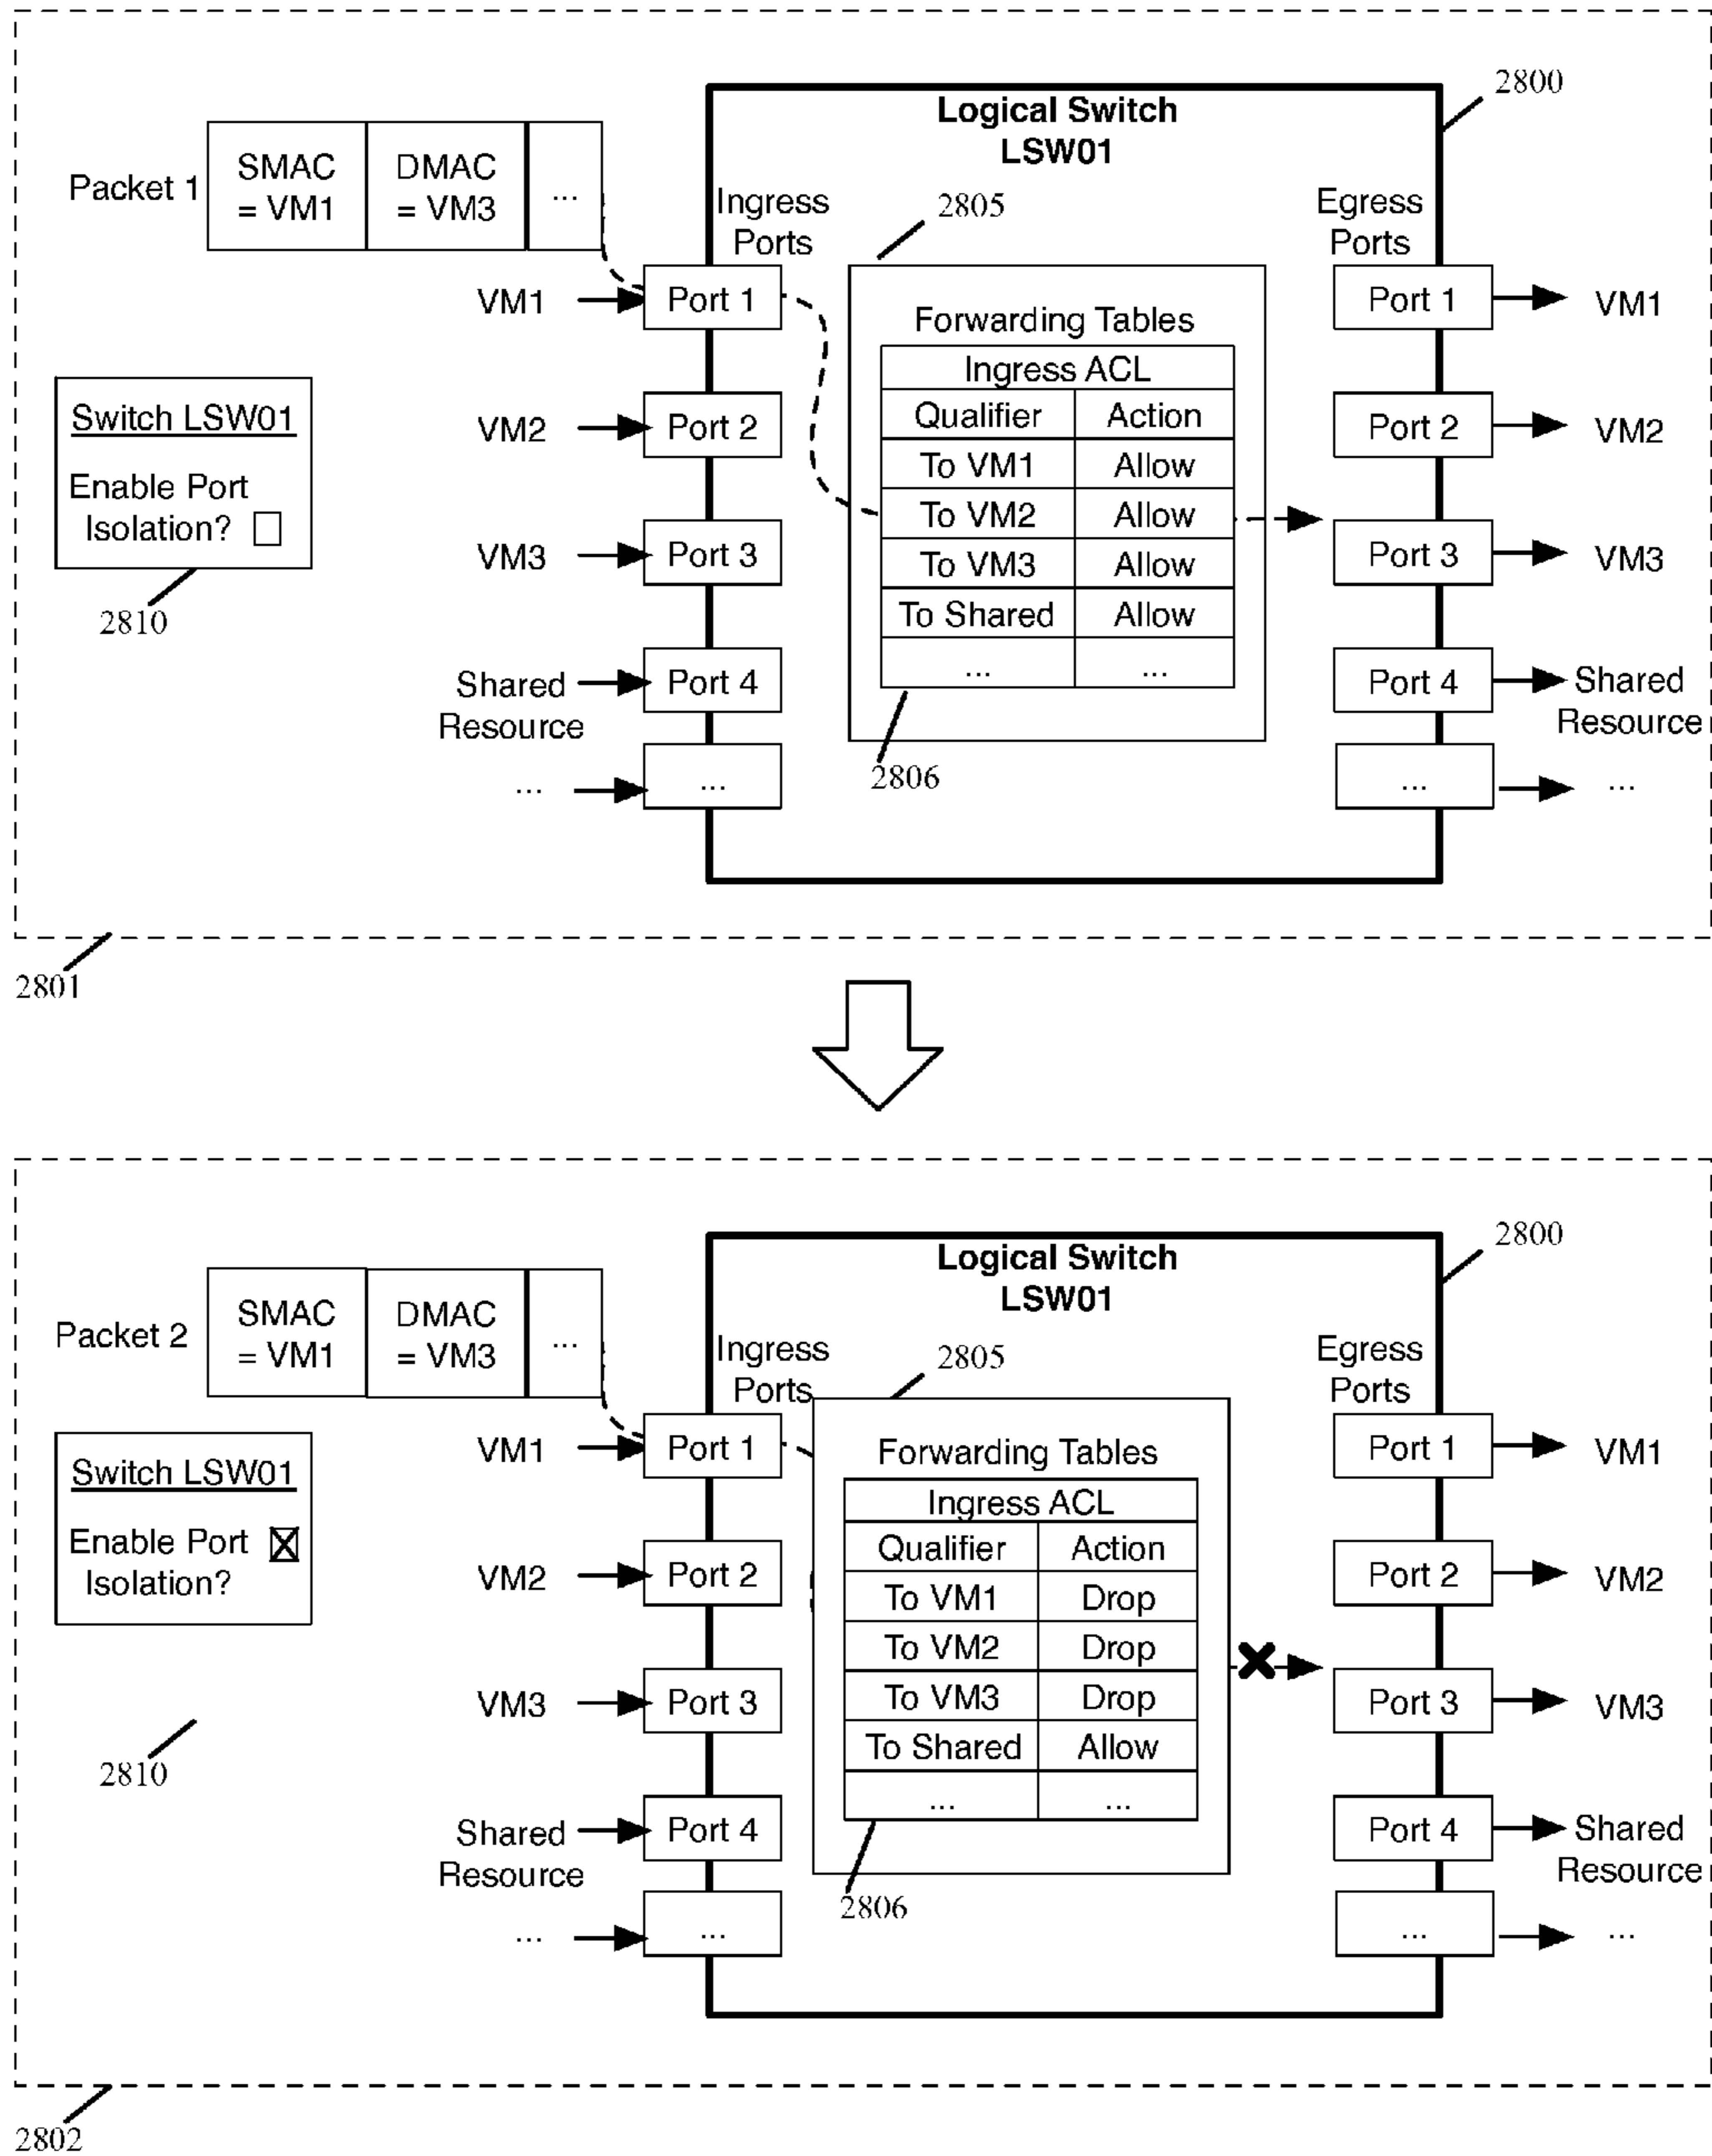 2800
Logical Switch
LSW01
Packet 1
SMAC
= VM1
DMAC
= VM3
...
Ingress
Ports
2805
Egress
Ports
VM1
Port 1
Forwarding Tables
Port 1
VM1
Ingress ACL
Qualifier
Action
Switch LSW01
Enable Port
Isolation?
2810
VM2
Port 2
To VM1
Allow
Port 2
VM2
To VM2
Allow
VM3
Port 3
To VM3
Allow
Port 3
VM3
To Shared
Allow
...
...
Shared
Resource
Port 4
Port 4
Shared
Resource
2806
...
...
...
...
2801
2800
Logical Switch
LSW01
Packet 2
SMAC
= VM1
DMAC
= VM3
...
Ingress
Ports
2805
Egress
Ports
VM1
Port 1
Forwarding Tables
Port 1
VM1
Ingress ACL
Qualifier
Action
Switch LSW01
Enable Port
Isolation?
2810
VM2
Port 2
To VM1
Drop
Port 2
VM2
To VM2
Drop
VM3
Port 3
To VM3
Drop
Port 3
VM3
To Shared
Allow
...
...
Shared
Resource
Port 4
Port 4
Shared
Resource
2806
...
...
...
...
2802